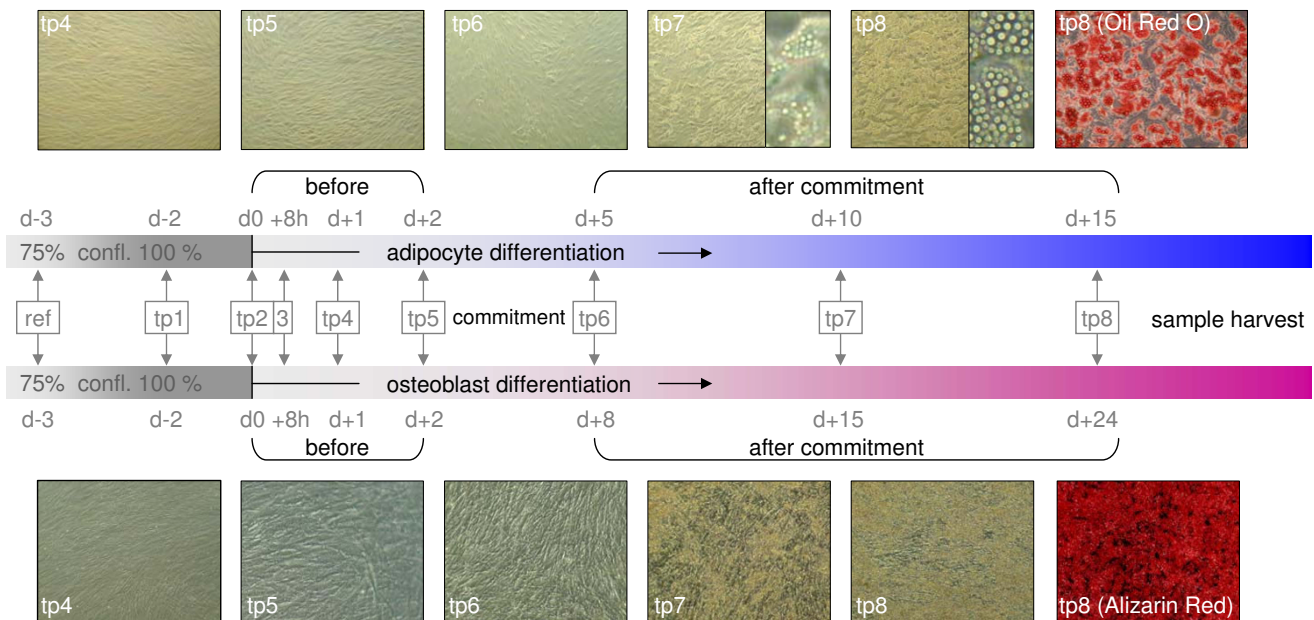 tp4 tp5 tp6 tp7 tp8 tp8 (Oil Red O)
before after commitment
d-3 d-2 d0 +8h d+1 d+2 d+5 d+10 d+15
75% confl. 100 % adipocyte differentiation
ref tp1 tp2 3 tp4 tp5 commitment tp6 tp7 tp8 sample harvest
75% confl. 100 % osteoblast differentiation
d-3 d-2 d0 +8h d+1 d+2 d+8 d+15 d+24
before after commitment
tp4 tp5 tp6 tp7 tp8 tp8 (Alizarin Red)